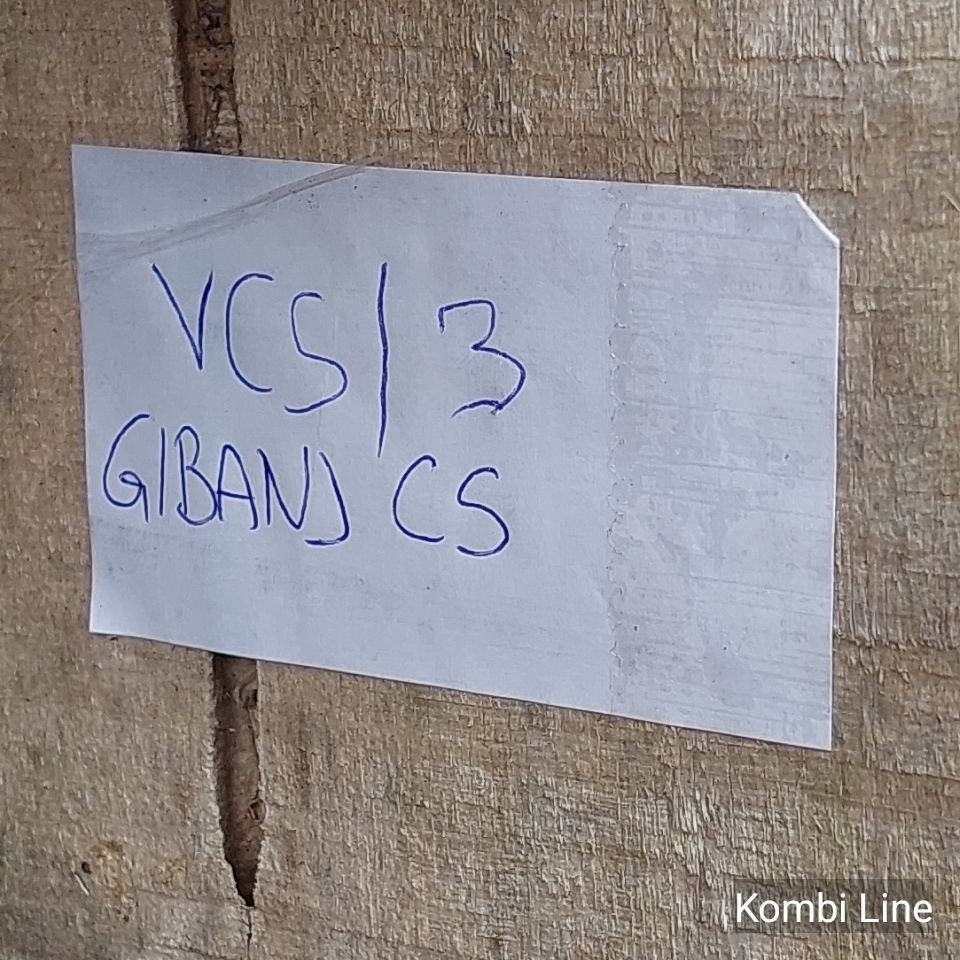 VCS/3
GIBANJ CS
Kombi Line